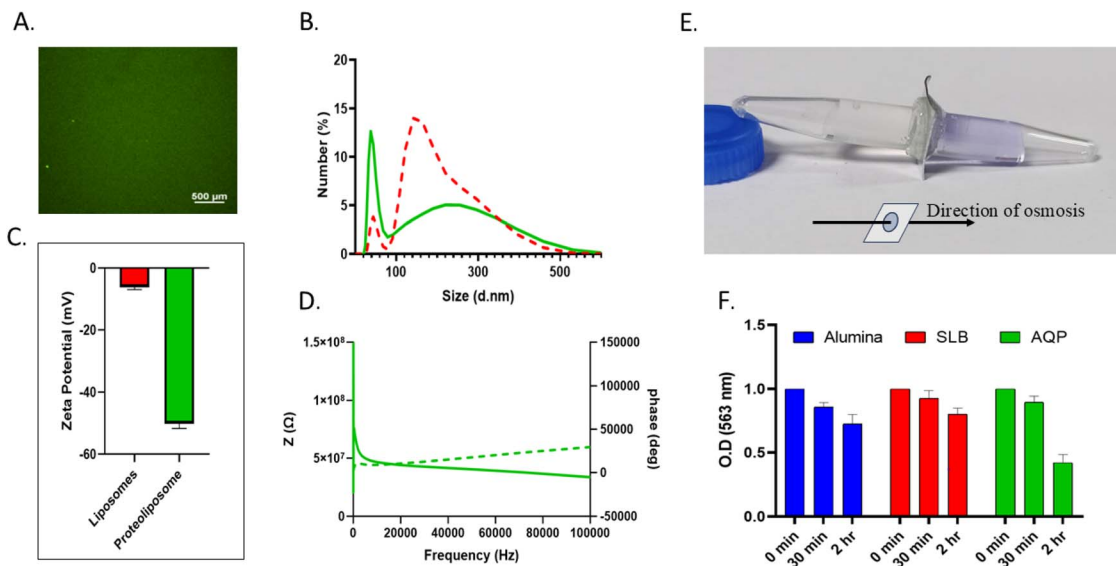 A.
500 µm
B.
Number (%)
20
15
10
5
0
100
300
500
Size (d.nm)
C.
Zeta Potential (mV)
0
-20
-40
-60
Liposomes
Proteoliposome
D.
Z (Ω)
1.5×10⁸
1×10⁸
5×10⁷
0
0
20000
40000
60000
80000
100000
Frequency (Hz)
150000
100000
50000
0
-50000
phase (deg)
E.
Direction of osmosis
F.
O.D (563 nm)
1.5
1.0
0.5
0.0
Alumina
SLB
AQP
0 min
30 min
2 hr
0 min
30 min
2 hr
0 min
30 min
2 hr